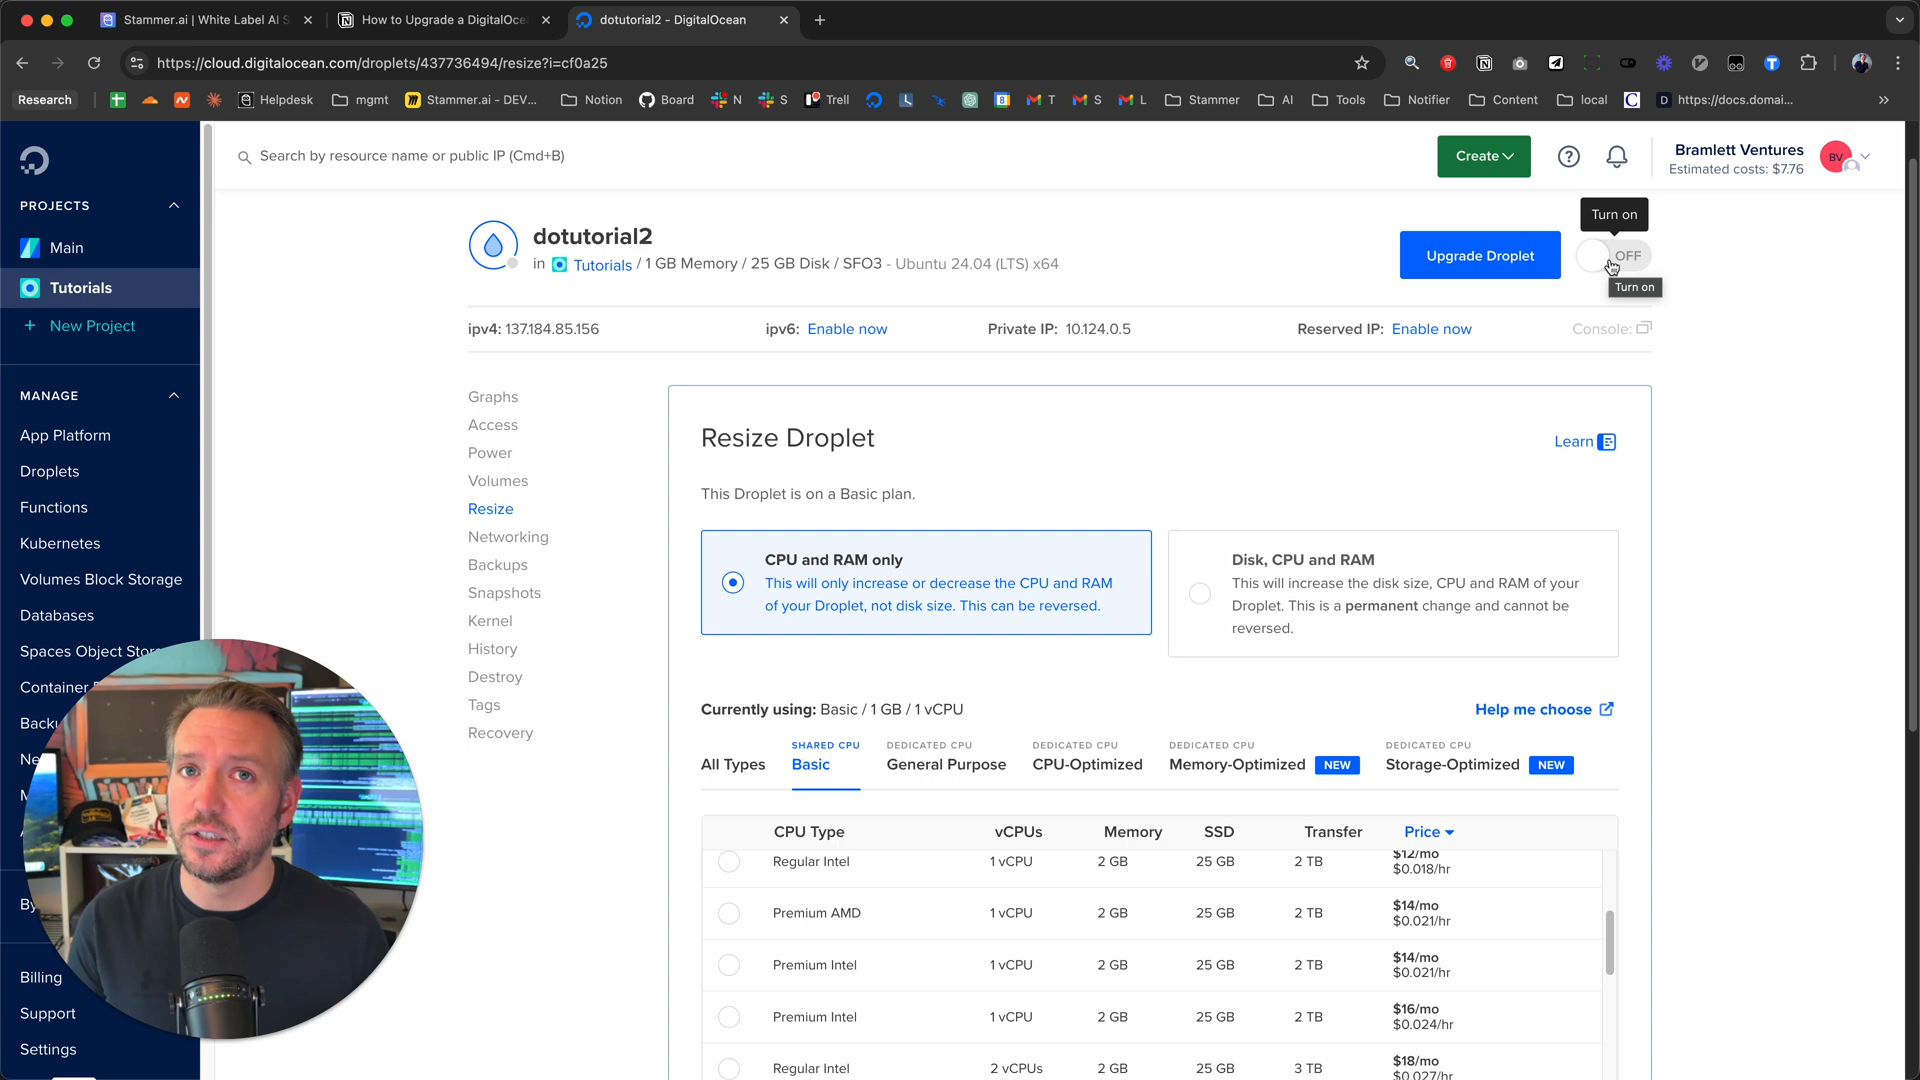 Stammer.ai | White Label AI S
How to Upgrade a DigitalOce
dotutorial2 - DigitalOcean
https://cloud.digitalocean.com/droplets/437736494/resize?i=cf0a25
Research
Helpdesk
mgmt
Stammer.ai - DEV...
Notion
Board
N
S
Trell
M T
M S
M L
Stammer
AI
Tools
Notifier
Content
local
https://docs.domai...
Search by resource name or public IP (Cmd+B)
Create
Bramlett Ventures
Estimated costs: $7.76
BV
PROJECTS
Main
Tutorials
+ New Project
MANAGE
App Platform
Droplets
Functions
Kubernetes
Volumes Block Storage
Databases
Spaces Object Stor
Container
Back
Ne
By
Billing
Support
Settings
dotutorial2
in Tutorials / 1 GB Memory / 25 GB Disk / SFO3 - Ubuntu 24.04 (LTS) x64
Upgrade Droplet
Turn on
OFF
Turn on
ipv4: 137.184.85.156
ipv6: Enable now
Private IP: 10.124.0.5
Reserved IP: Enable now
Console:
Graphs
Access
Power
Volumes
Resize
Networking
Backups
Snapshots
Kernel
History
Destroy
Tags
Recovery
Resize Droplet
Learn
This Droplet is on a Basic plan.
CPU and RAM only
This will only increase or decrease the CPU and RAM
of your Droplet, not disk size. This can be reversed.
Disk, CPU and RAM
This will increase the disk size, CPU and RAM of your
Droplet. This is a permanent change and cannot be
reversed.
Currently using: Basic / 1 GB / 1 vCPU
Help me choose
All Types
SHARED CPU
Basic
DEDICATED CPU
General Purpose
DEDICATED CPU
CPU-Optimized
DEDICATED CPU
Memory-Optimized NEW
DEDICATED CPU
Storage-Optimized NEW
CPU Type vCPUs Memory SSD Transfer Price
Regular Intel 1 vCPU 2 GB 25 GB 2 TB $12/mo
$0.018/hr
Premium AMD 1 vCPU 2 GB 25 GB 2 TB $14/mo
$0.021/hr
Premium Intel 1 vCPU 2 GB 25 GB 2 TB $14/mo
$0.021/hr
Premium Intel 1 vCPU 2 GB 25 GB 2 TB $16/mo
$0.024/hr
Regular Intel 2 vCPUs 2 GB 25 GB 3 TB $18/mo
$0.027/hr